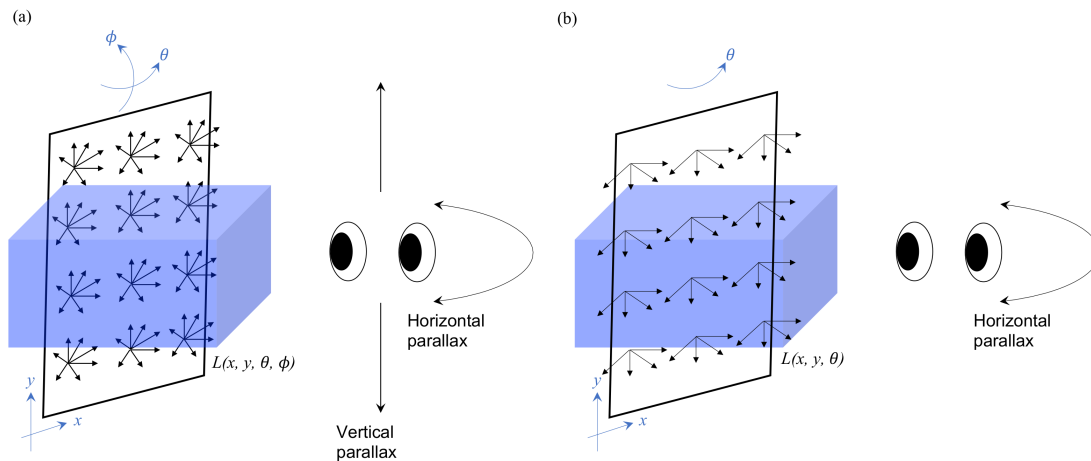 (a)
ϕ
θ
L(x, y, θ, ϕ)
y
x
Horizontal
parallax
Vertical
parallax
(b)
θ
L(x, y, θ)
y
x
Horizontal
parallax